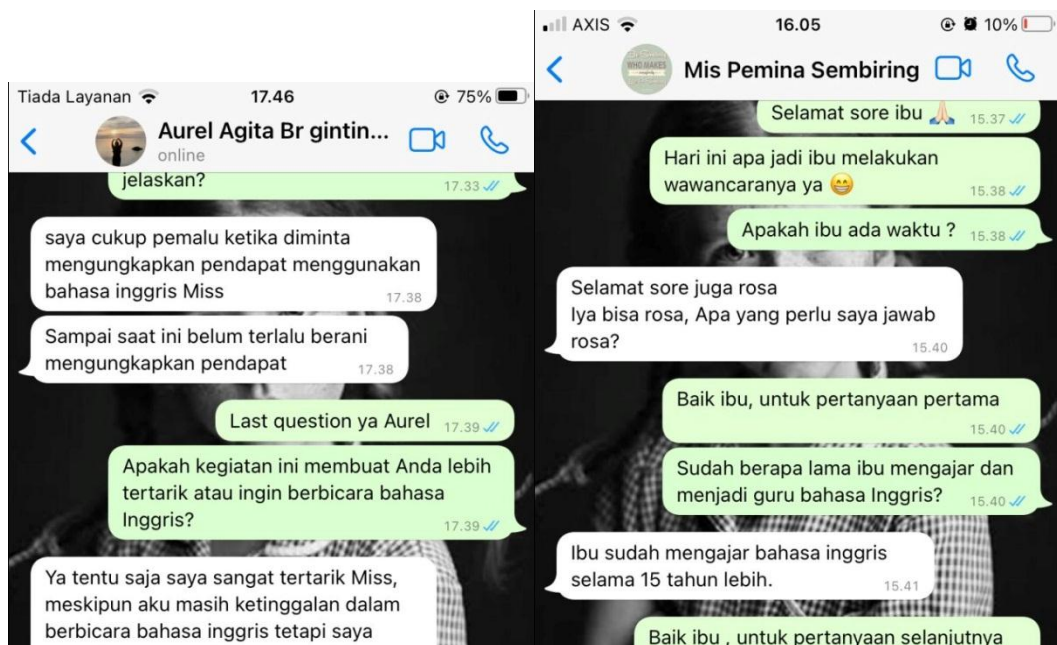 Tiada Layanan 17.46 75%
Aurel Agita Br gintin...
online
jelaskan?
17.33
saya cukup pemalu ketika diminta
mengungkapkan pendapat menggunakan
bahasa inggris Miss
17.38
Sampai saat ini belum terlalu berani
mengungkapkan pendapat
17.38
Last question ya Aurel 17.39
Apakah kegiatan ini membuat Anda lebih
tertarik atau ingin berbicara bahasa
Inggris?
17.39
Ya tentu saja saya sangat tertarik Miss,
meskipun aku masih ketinggalan dalam
berbicara bahasa inggris tetapi saya
AXIS 16.05 10%
WHO MAKES
Mis Pemina Sembiring
Selamat sore ibu 🙏🏻 15.37
Hari ini apa jadi ibu melakukan
wawancaranya ya 😁 15.38
Apakah ibu ada waktu ? 15.38
Selamat sore juga rosa
Iya bisa rosa, Apa yang perlu saya jawab
rosa?
15.40
Baik ibu, untuk pertanyaan pertama
15.40
Sudah berapa lama ibu mengajar dan
menjadi guru bahasa Inggris? 15.40
Ibu sudah mengajar bahasa inggris
selama 15 tahun lebih. 15.41
Baik ibu , untuk pertanyaan selanjutnya